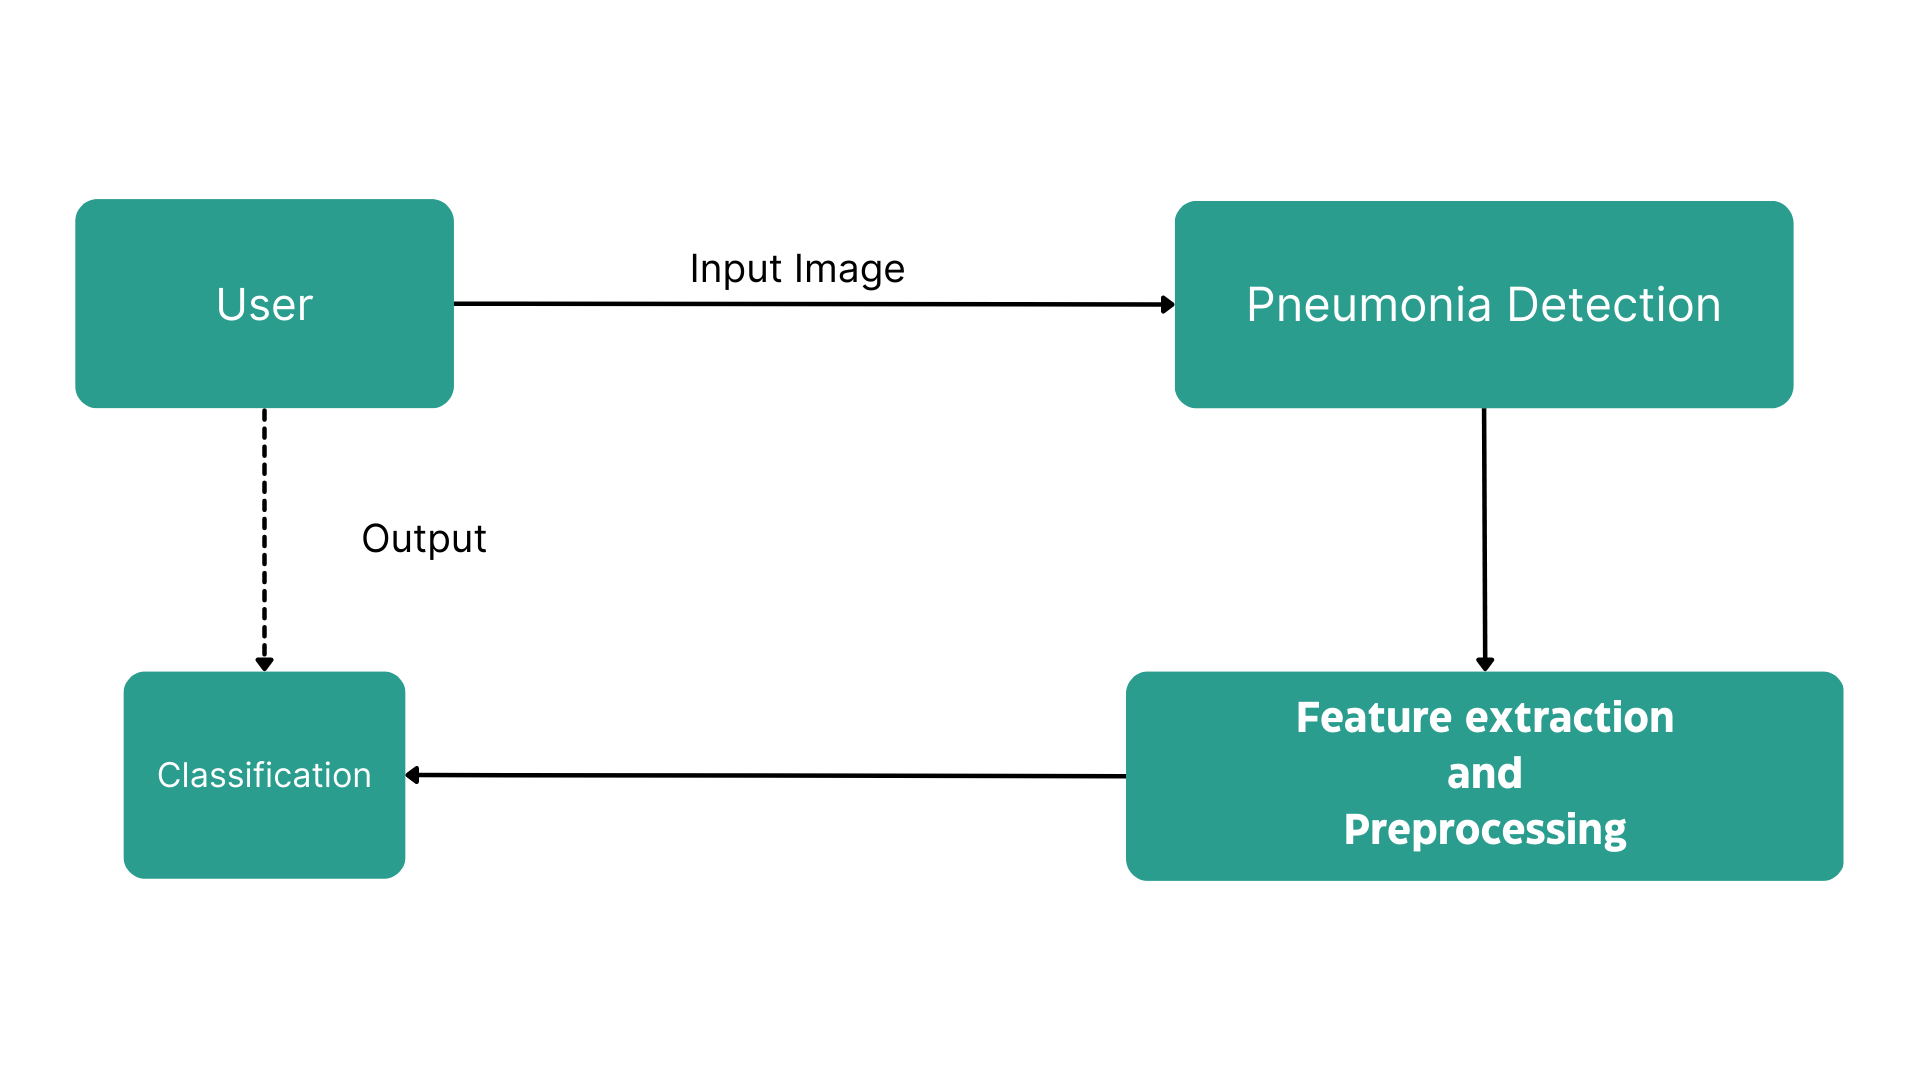 User
Input Image
Pneumonia Detection
Output
Classification
Feature extraction
and
Preprocessing